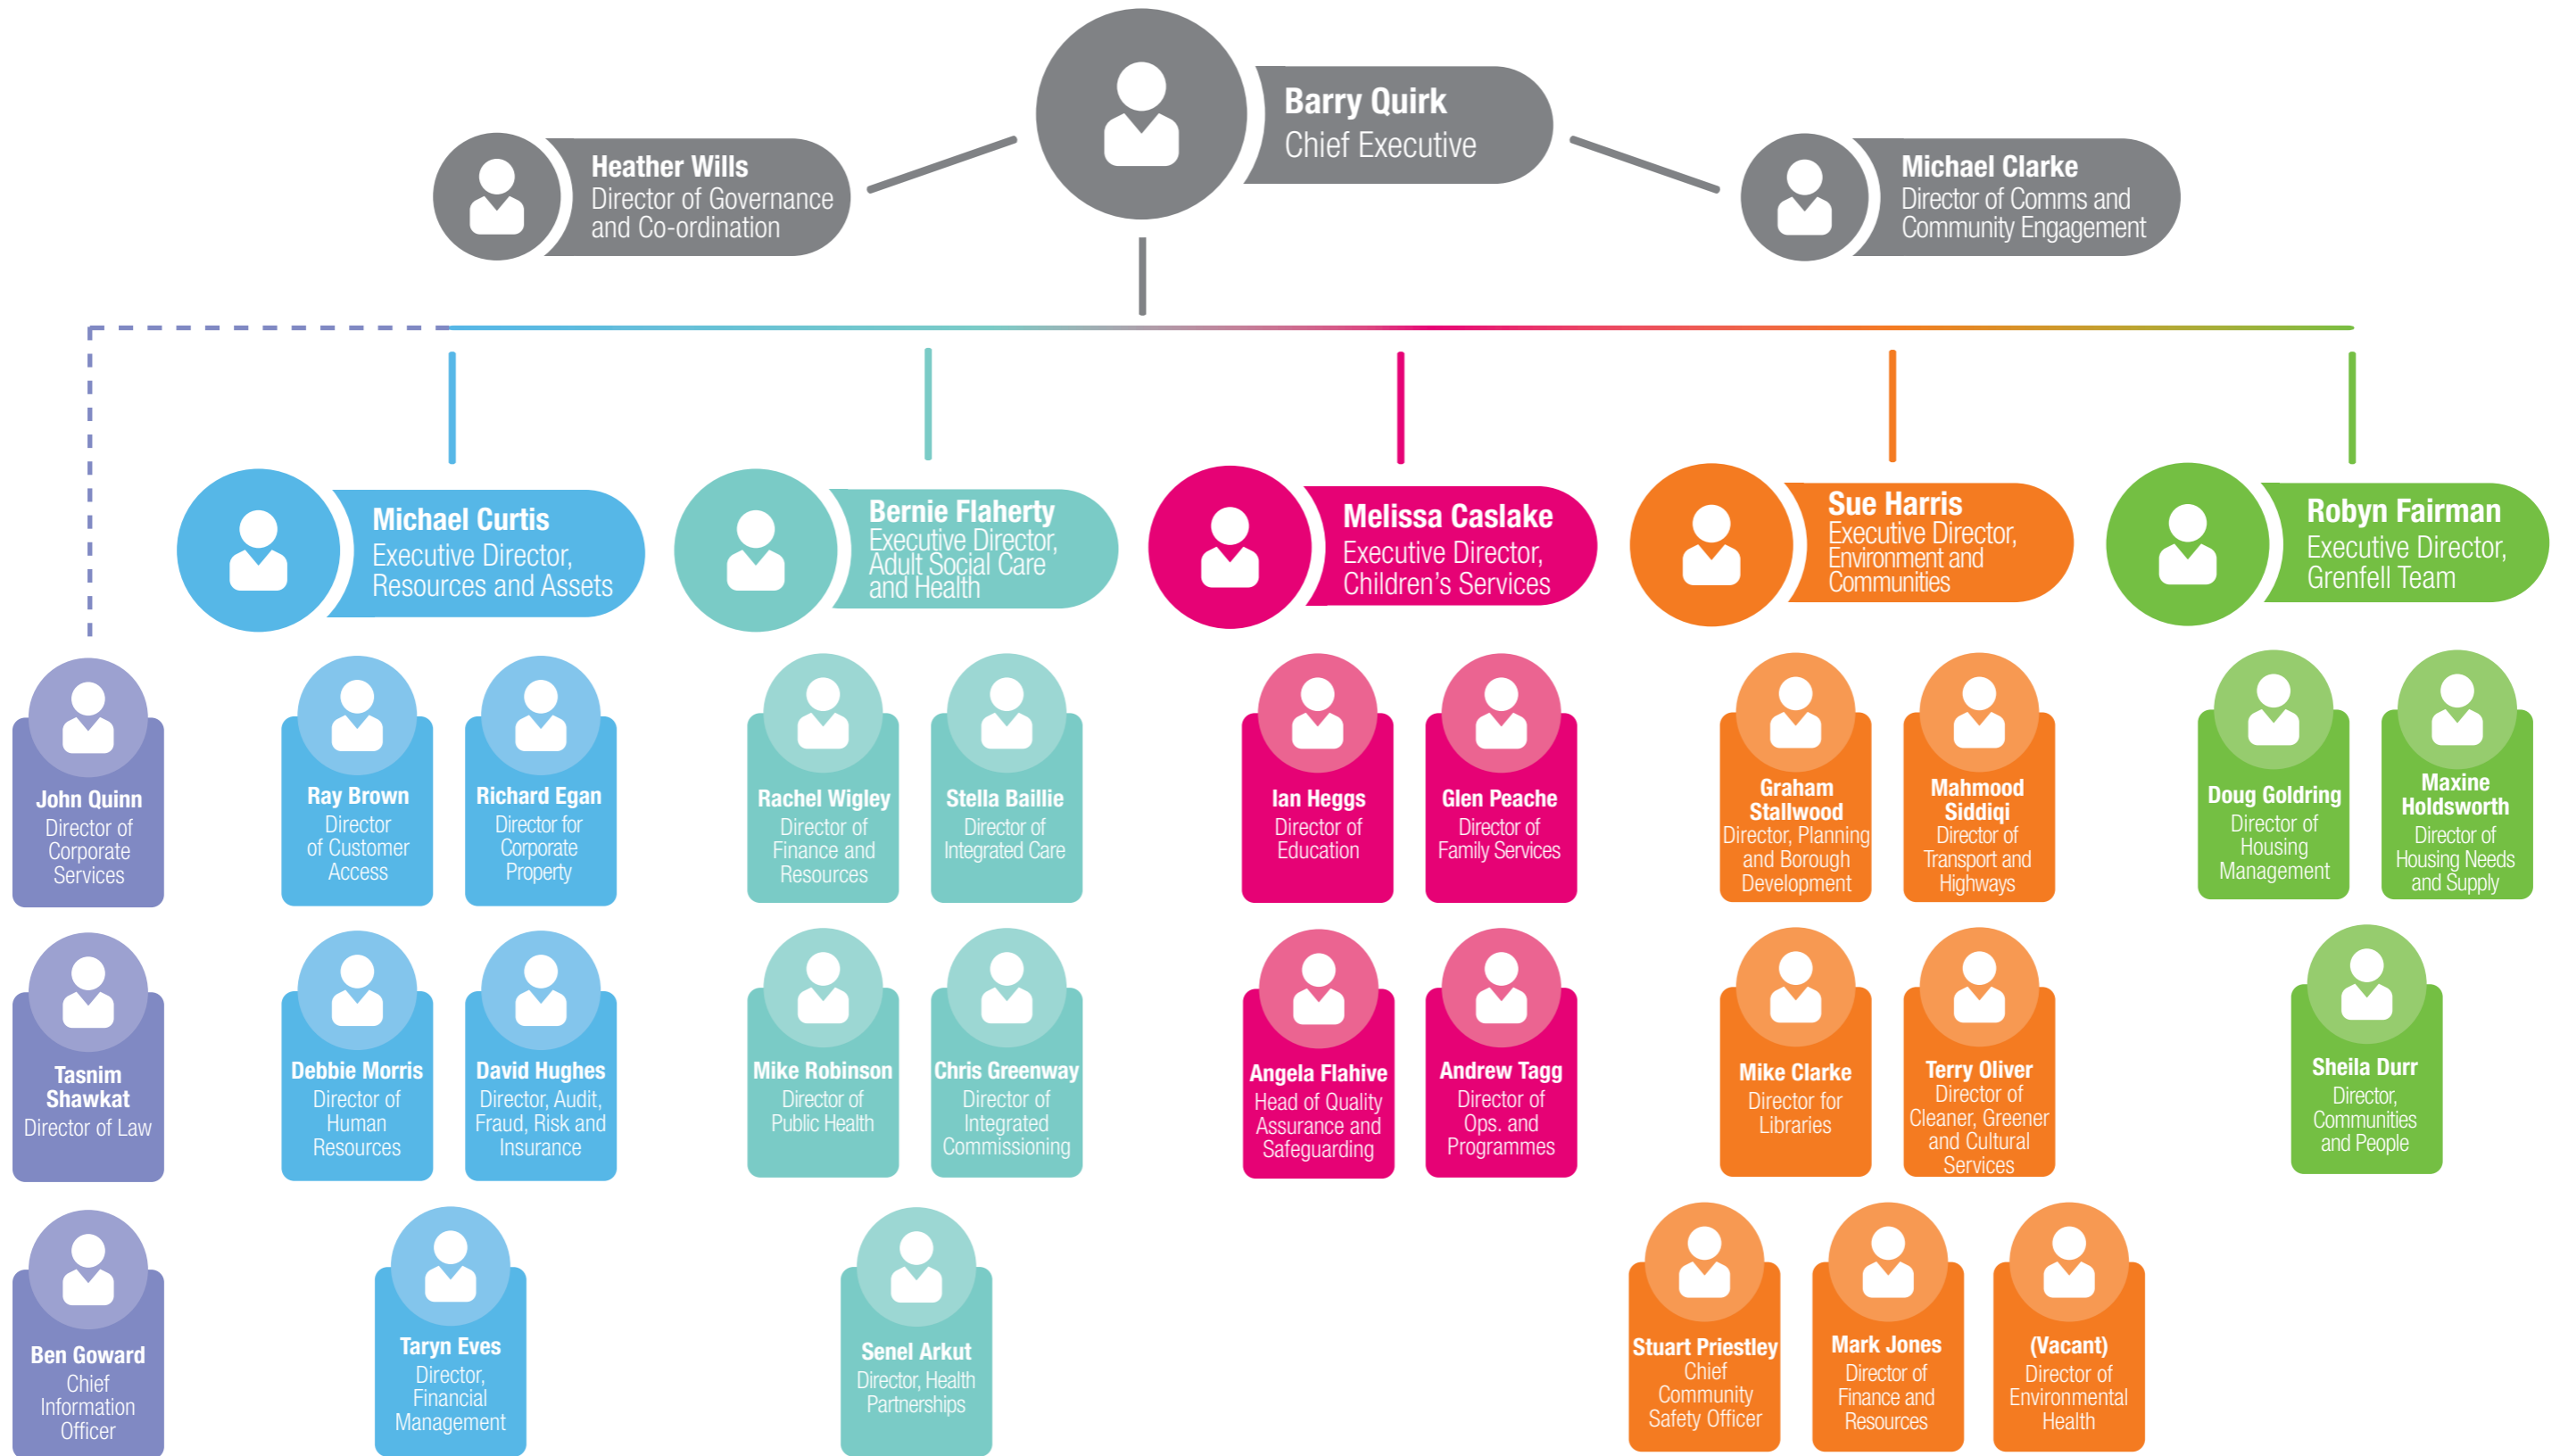 Barry Quirk
Chief Executive
Heather Wills
Director of Governance
and Co-ordination
Michael Clarke
Director of Comms and
Community Engagement
Michael Curtis
Executive Director,
Resources and Assets
Bernie Flaherty
Executive Director,
Adult Social Care
and Health
Melissa Caslake
Executive Director,
Children's Services
Sue Harris
Executive Director,
Environment and
Communities
Robyn Fairman
Executive Director,
Grenfell Team
John Quinn
Director of
Corporate
Services
Ray Brown
Director
of Customer
Access
Richard Egan
Director for
Corporate
Property
Rachel Wigley
Director of
Finance and
Resources
Stella Baillie
Director of
Integrated Care
Ian Heggs
Director of
Education
Glen Peache
Director of
Family Services
Graham
Stallwood
Director, Planning
and Borough
Development
Mahmood
Siddiqi
Director of
Transport and
Highways
Doug Goldring
Director of
Housing
Management
Maxine
Holdsworth
Director of
Housing Needs
and Supply
Tasnim
Shawkat
Director of Law
Debbie Morris
Director of
Human
Resources
David Hughes
Director, Audit,
Fraud, Risk and
Insurance
Mike Robinson
Director of
Public Health
Chris Greenway
Director of
Integrated
Commissioning
Angela Flahive
Head of Quality
Assurance and
Safeguarding
Andrew Tagg
Director of
Ops. and
Programmes
Mike Clarke
Director for
Libraries
Terry Oliver
Director of
Cleaner, Greener
and Cultural
Services
Sheila Durr
Director,
Communities
and People
Ben Goward
Chief
Information
Officer
Taryn Eves
Director,
Financial
Management
Senel Arkut
Director, Health
Partnerships
Stuart Priestley
Chief
Community
Safety Officer
Mark Jones
Director of
Finance and
Resources
(Vacant)
Director of
Environmental
Health